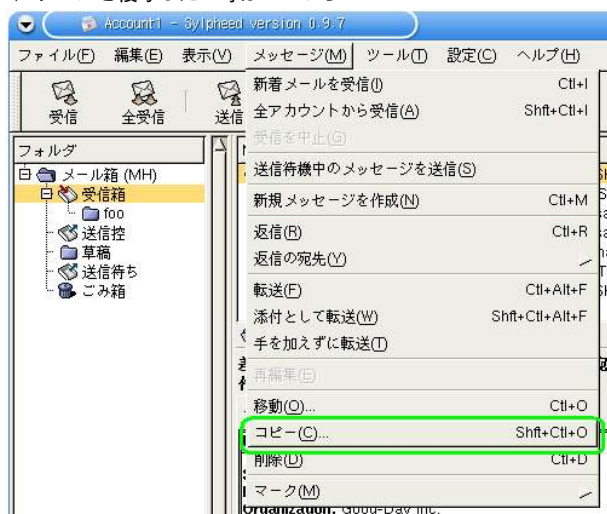 Account1 - Sylpheed version 0.9.7
ファイル(F) 編集(E) 表示(V) メッセージ(M) ツール(T) 設定(C) ヘルプ(H)
受信 全受信 送信
フォルダ
メール箱 (MH)
受信箱
foo
送信控
草稿
送信待ち
ごみ箱
新着メールを受信(I) Ctl+I
全アカウントから受信(A) Shft+Ctl+I
受信を中止(G)
送信待機中のメッセージを送信(S)
新規メッセージを作成(N) Ctl+M
返信(R) Ctl+R
返信の宛先(Y)
転送(F) Ctl+Alt+F
添付として転送(W) Shft+Ctl+Alt+F
手を加えずに転送(T)
再編集(E)
移動(O)... Ctl+O
コピー(C)... Shft+Ctl+O
削除(D) Ctl+D
マーク(M)
Organization: Good-Day Inc.